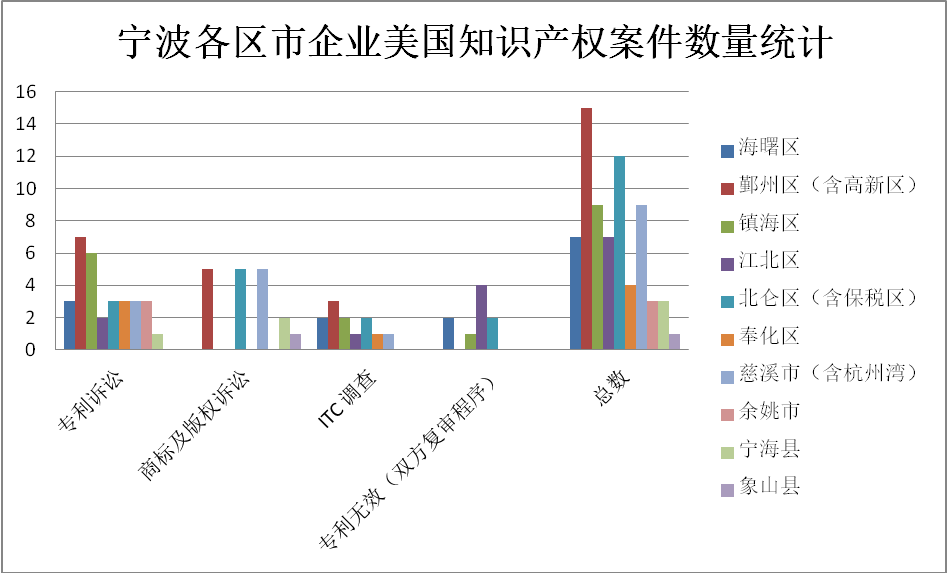 宁波各区市企业美国知识产权案件数量统计
16
14
12
10
8
6
4
2
0
专利诉讼
商标及版权诉讼
ITC 调查
专利无效（双方复审程序）
总数
海曙区
鄞州区（含高新区）
镇海区
江北区
北仑区（含保税区）
奉化区
慈溪市（含杭州湾）
余姚市
宁海县
象山县